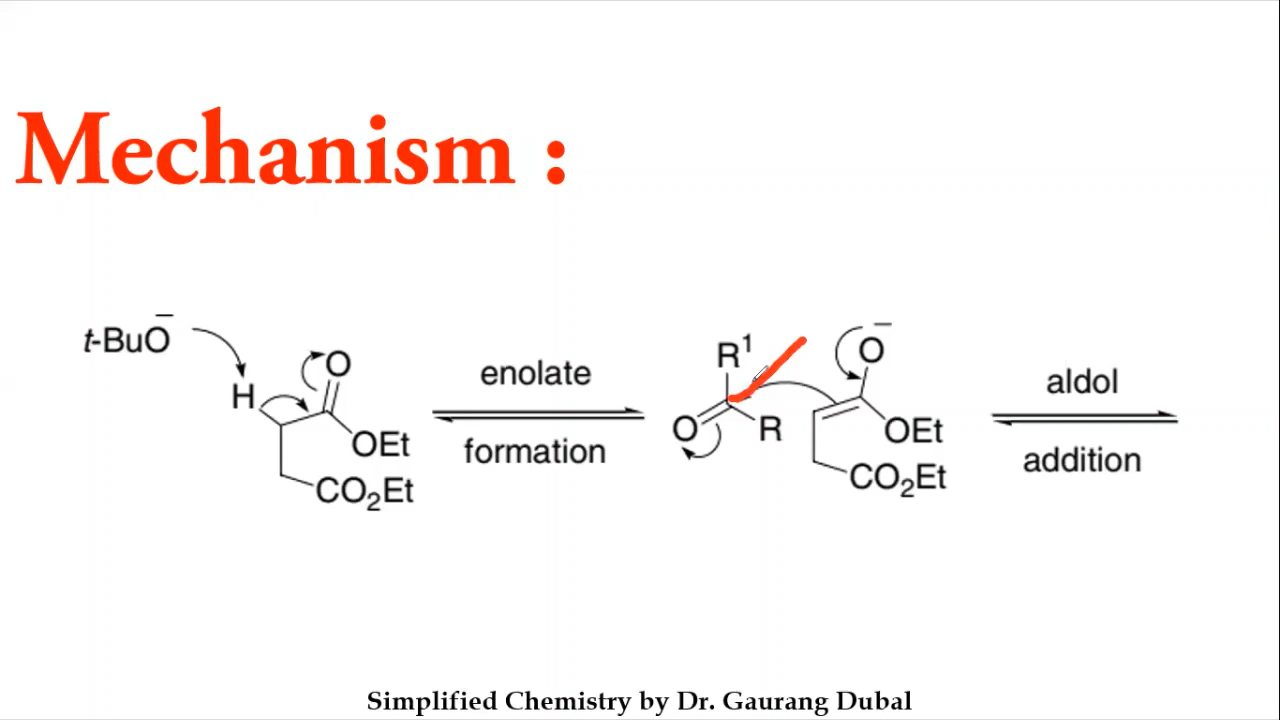 Mechanism :
t-BuO⁻
H
O
OEt
CO₂Et
enolate
formation
R¹
O
R
O⁻
OEt
CO₂Et
aldol
addition
Simplified Chemistry by Dr. Gaurang Dubal